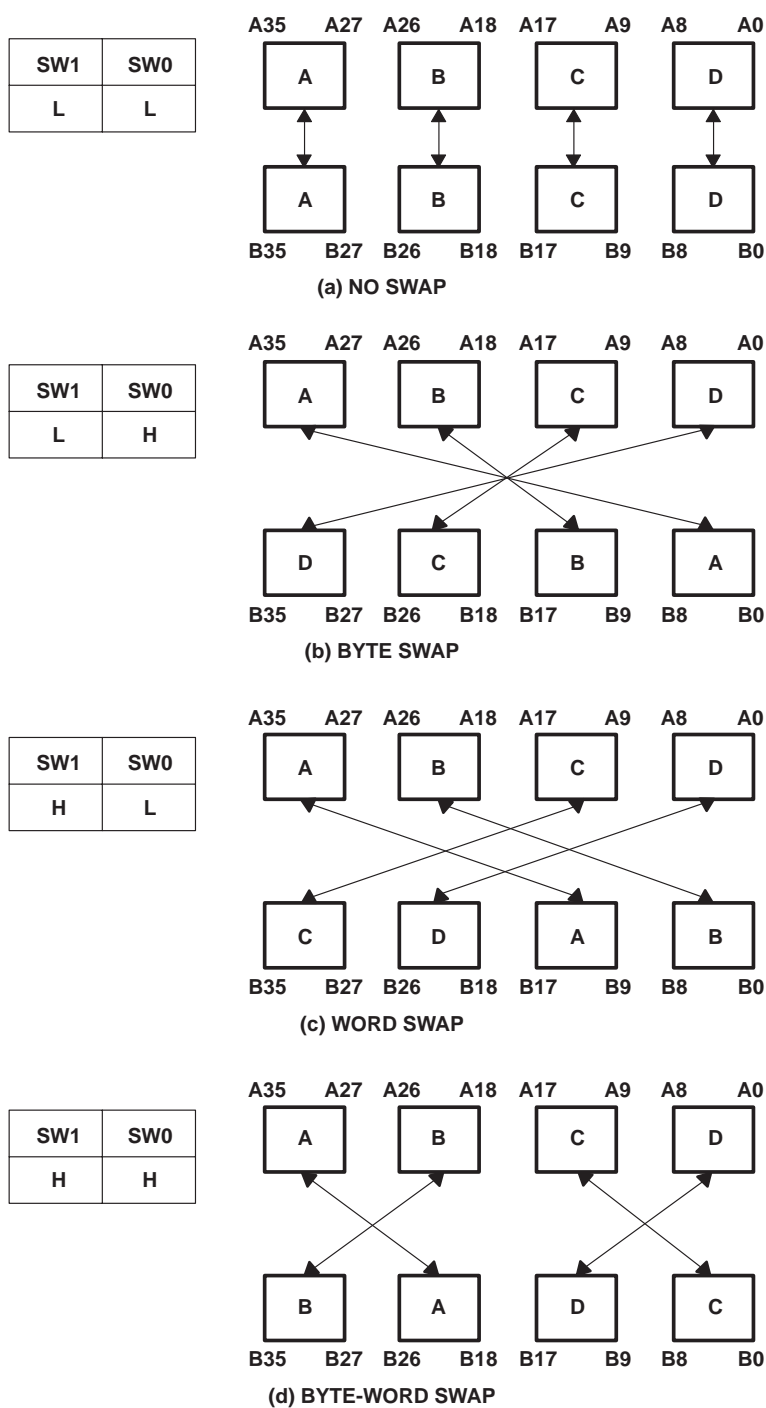 A35 A27 A26 A18 A17 A9 A8 A0
SW1 SW0
L L
A B C D
A B C D
B35 B27 B26 B18 B17 B9 B8 B0
(a) NO SWAP
A35 A27 A26 A18 A17 A9 A8 A0
SW1 SW0
L H
A B C D
D C B A
B35 B27 B26 B18 B17 B9 B8 B0
(b) BYTE SWAP
A35 A27 A26 A18 A17 A9 A8 A0
SW1 SW0
H L
A B C D
C D A B
B35 B27 B26 B18 B17 B9 B8 B0
(c) WORD SWAP
A35 A27 A26 A18 A17 A9 A8 A0
SW1 SW0
H H
A B C D
B A D C
B35 B27 B26 B18 B17 B9 B8 B0
(d) BYTE-WORD SWAP